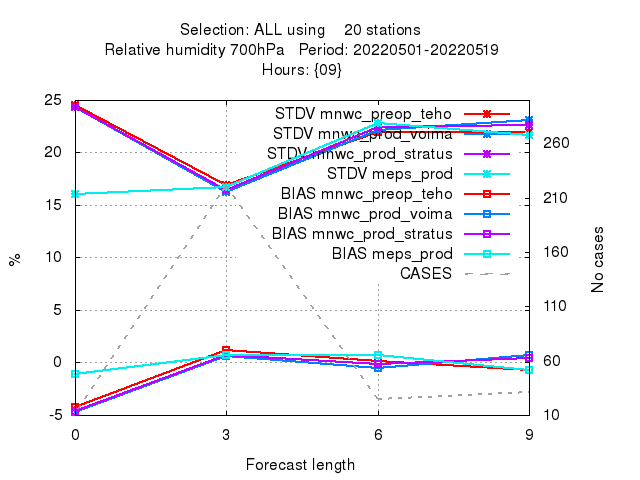 Selection: ALL using 20 stations
Relative humidity 700hPa Period: 20220501-20220519
Hours: {09}
25
20
15
10
5
0
-5
%
STDV mnwc_preop_teho
STDV mnwc_prod_voima
STDV mnwc_prod_stratus
STDV meps_prod
BIAS mnwc_preop_teho
BIAS mnwc_prod_voima
BIAS mnwc_prod_stratus
BIAS meps_prod
CASES
260
210
160
110
60
10
No cases
0 3 6 9
Forecast length